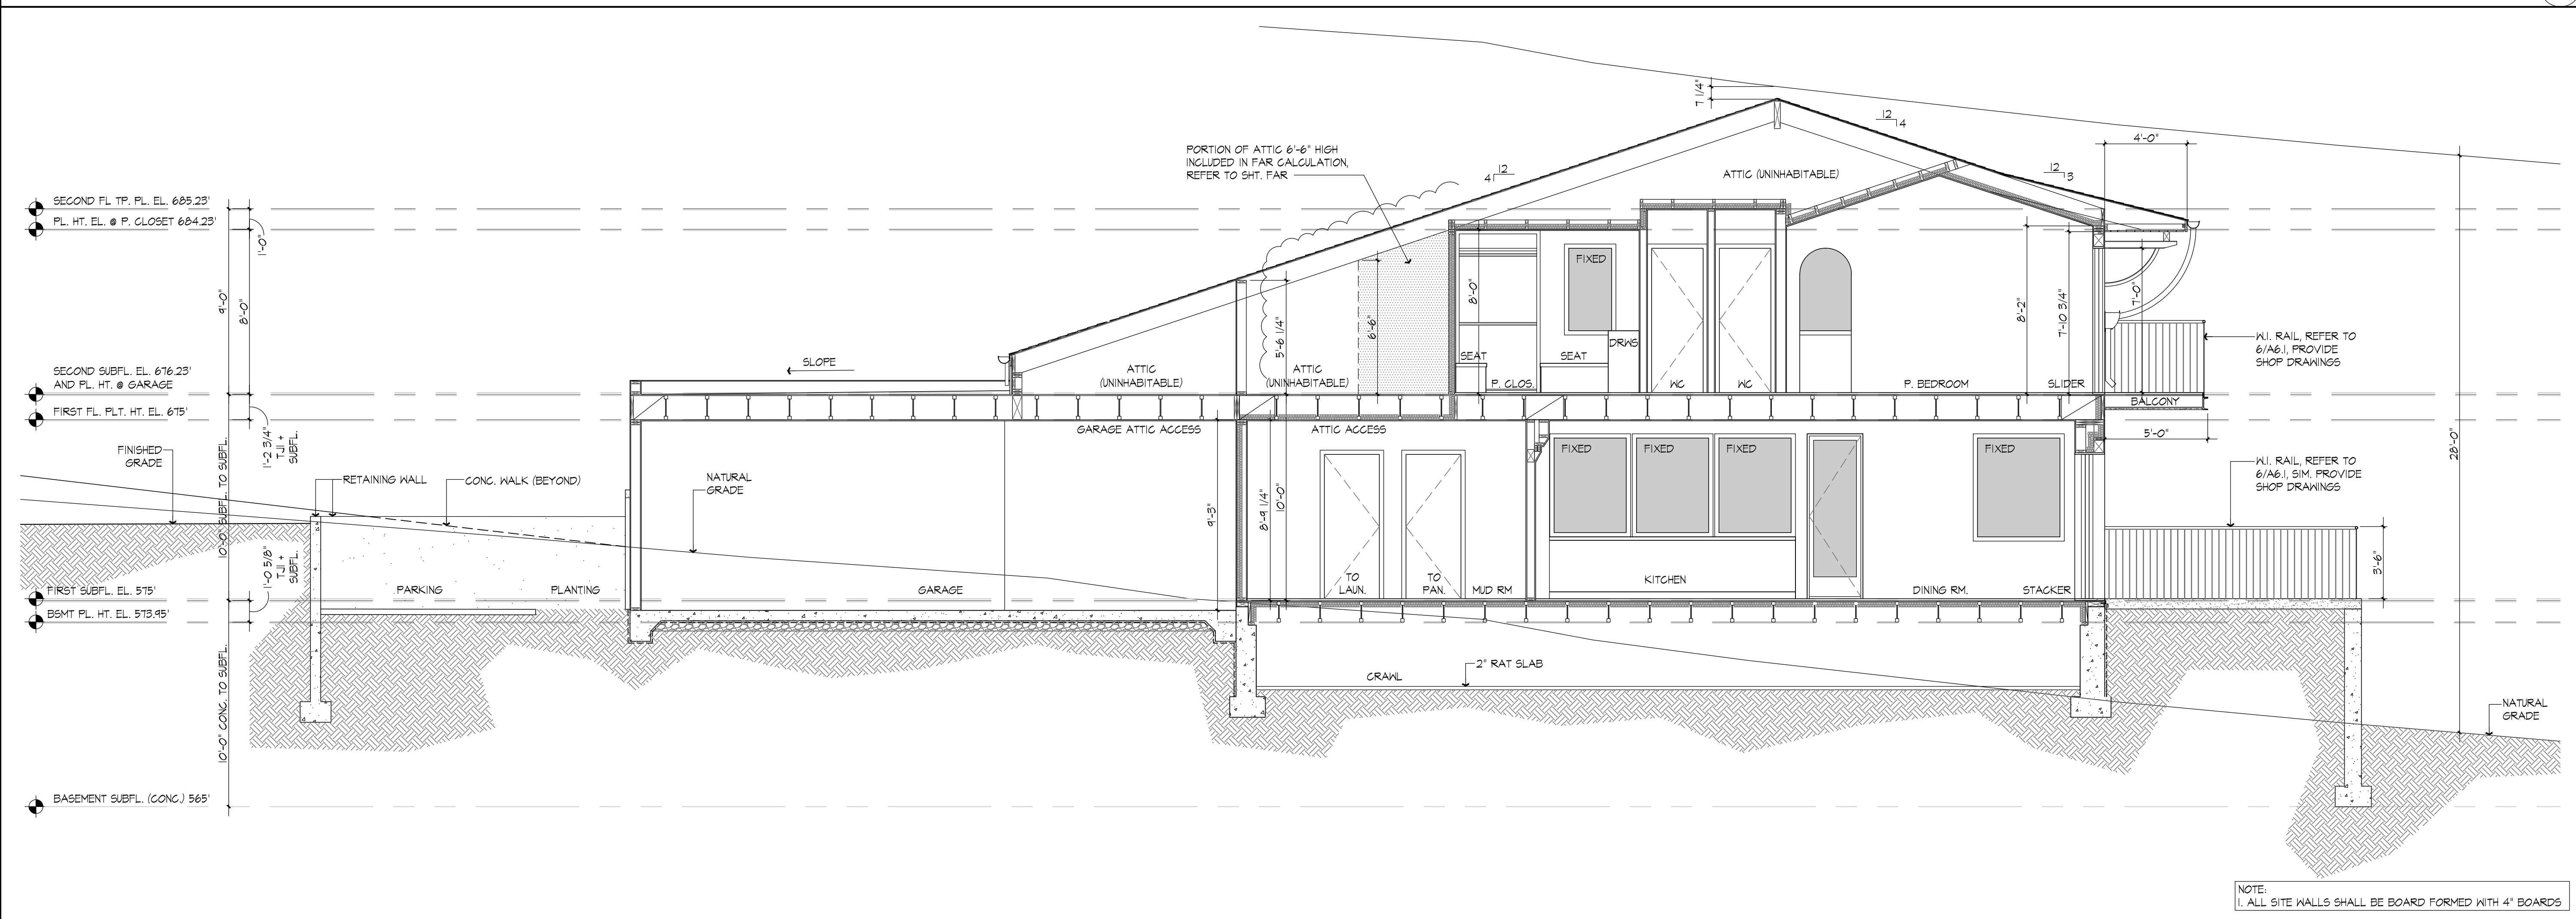 7 1/4"
12
4
4'-0"
PORTION OF ATTIC 6'-6" HIGH
INCLUDED IN FAR CALCULATION,
REFER TO SHT. FAR
12
4
ATTIC (UNINHABITABLE)
12
3
SECOND FL TP. PL. EL. 685.23'
PL. HT. EL. @ P. CLOSET 684.23'
1'-0"
9'-0"
8'-0"
FIXED
8'-0"
7'-0"
8'-2"
7'-10 3/4"
5'-6 1/4"
6'-6"
W.I. RAIL, REFER TO
6/A6.1, PROVIDE
SHOP DRAWINGS
SLOPE
SECOND SUBFL. EL. 676.23'
AND PL. HT. @ GARAGE
ATTIC
(UNINHABITABLE)
ATTIC
(UNINHABITABLE)
SEAT
P. CLOS.
SEAT
DRWS
WC
WC
P. BEDROOM
SLIDER
BALCONY
FIRST FL. PLT. HT. EL. 675'
1'-2 3/4"
TJI +
SUBFL.
GARAGE ATTIC ACCESS
ATTIC ACCESS
5'-0"
28'-0"
FINISHED
GRADE
10'-0" SUBFL. TO SUBFL.
RETAINING WALL
CONC. WALK (BEYOND)
NATURAL
GRADE
FIXED
FIXED
FIXED
FIXED
W.I. RAIL, REFER TO
6/A6.1, SIM. PROVIDE
SHOP DRAWINGS
9'-3"
8'-9 1/4"
10'-0"
3'-6"
1'-0 5/8"
TJI +
SUBFL.
FIRST SUBFL. EL. 575'
BSMT PL. HT. EL. 573.95'
PARKING
PLANTING
GARAGE
TO
LAUN.
TO
PAN.
MUD RM
KITCHEN
DINING RM.
STACKER
10'-0" CONC. TO SUBFL.
CRAWL
2" RAT SLAB
NATURAL
GRADE
BASEMENT SUBFL. (CONC.) 565'
NOTE:
1. ALL SITE WALLS SHALL BE BOARD FORMED WITH 4" BOARDS